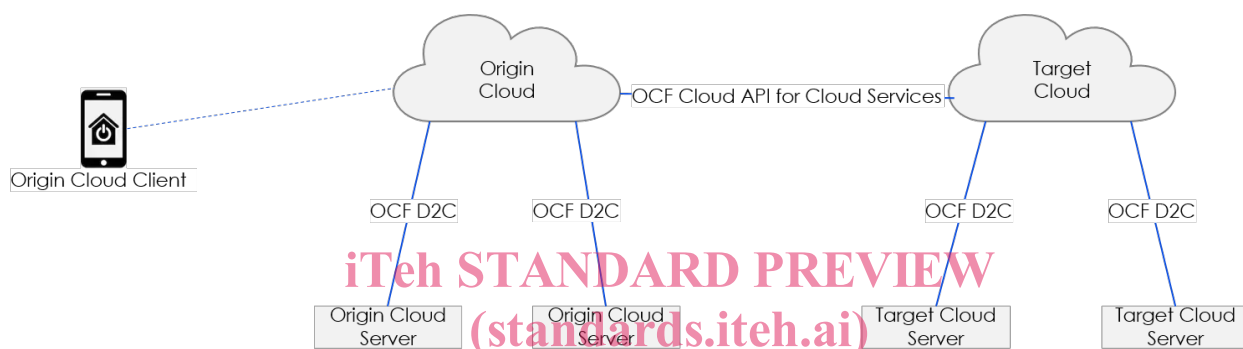 Origin
Cloud
Target
Cloud
OCF Cloud API for Cloud Services
Origin Cloud Client
OCF D2C
OCF D2C
OCF D2C
OCF D2C
iTeh STANDARD PREVIEW
Origin Cloud
Server
Origin Cloud
Server
Target Cloud
Server
Target Cloud
Server
(standards.iteh.ai)